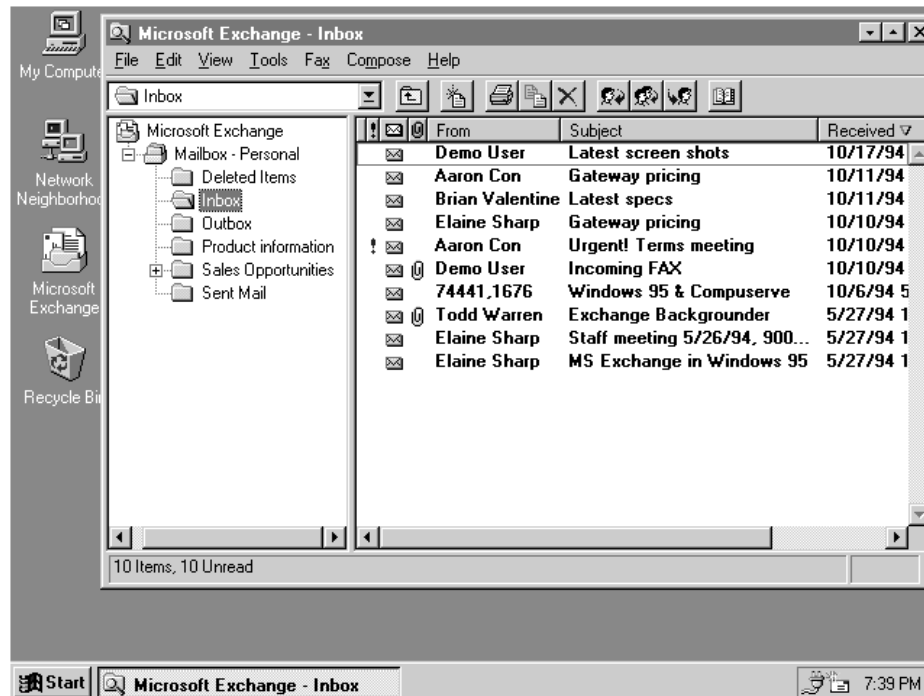 My Compute
Network
Neighborhoo
Microsoft
Exchange
Recycle Bi
Microsoft Exchange - Inbox
File Edit View Tools Fax Compose Help
Inbox
Microsoft Exchange
Mailbox - Personal
Deleted Items
Inbox
Outbox
Product information
Sales Opportunities
Sent Mail
! From Subject Received
Demo User Latest screen shots 10/17/94
Aaron Con Gateway pricing 10/11/94
Brian Valentine Latest specs 10/11/94
Elaine Sharp Gateway pricing 10/10/94
! Aaron Con Urgent! Terms meeting 10/10/94
Demo User Incoming FAX 10/10/94
74441,1676 Windows 95 & Compuserve 10/6/94 5
Todd Warren Exchange Backgrounder 5/27/94 1
Elaine Sharp Staff meeting 5/26/94, 900... 5/27/94 1
Elaine Sharp MS Exchange in Windows 95 5/27/94 1
10 Items, 10 Unread
Start Microsoft Exchange - Inbox 7:39 PM